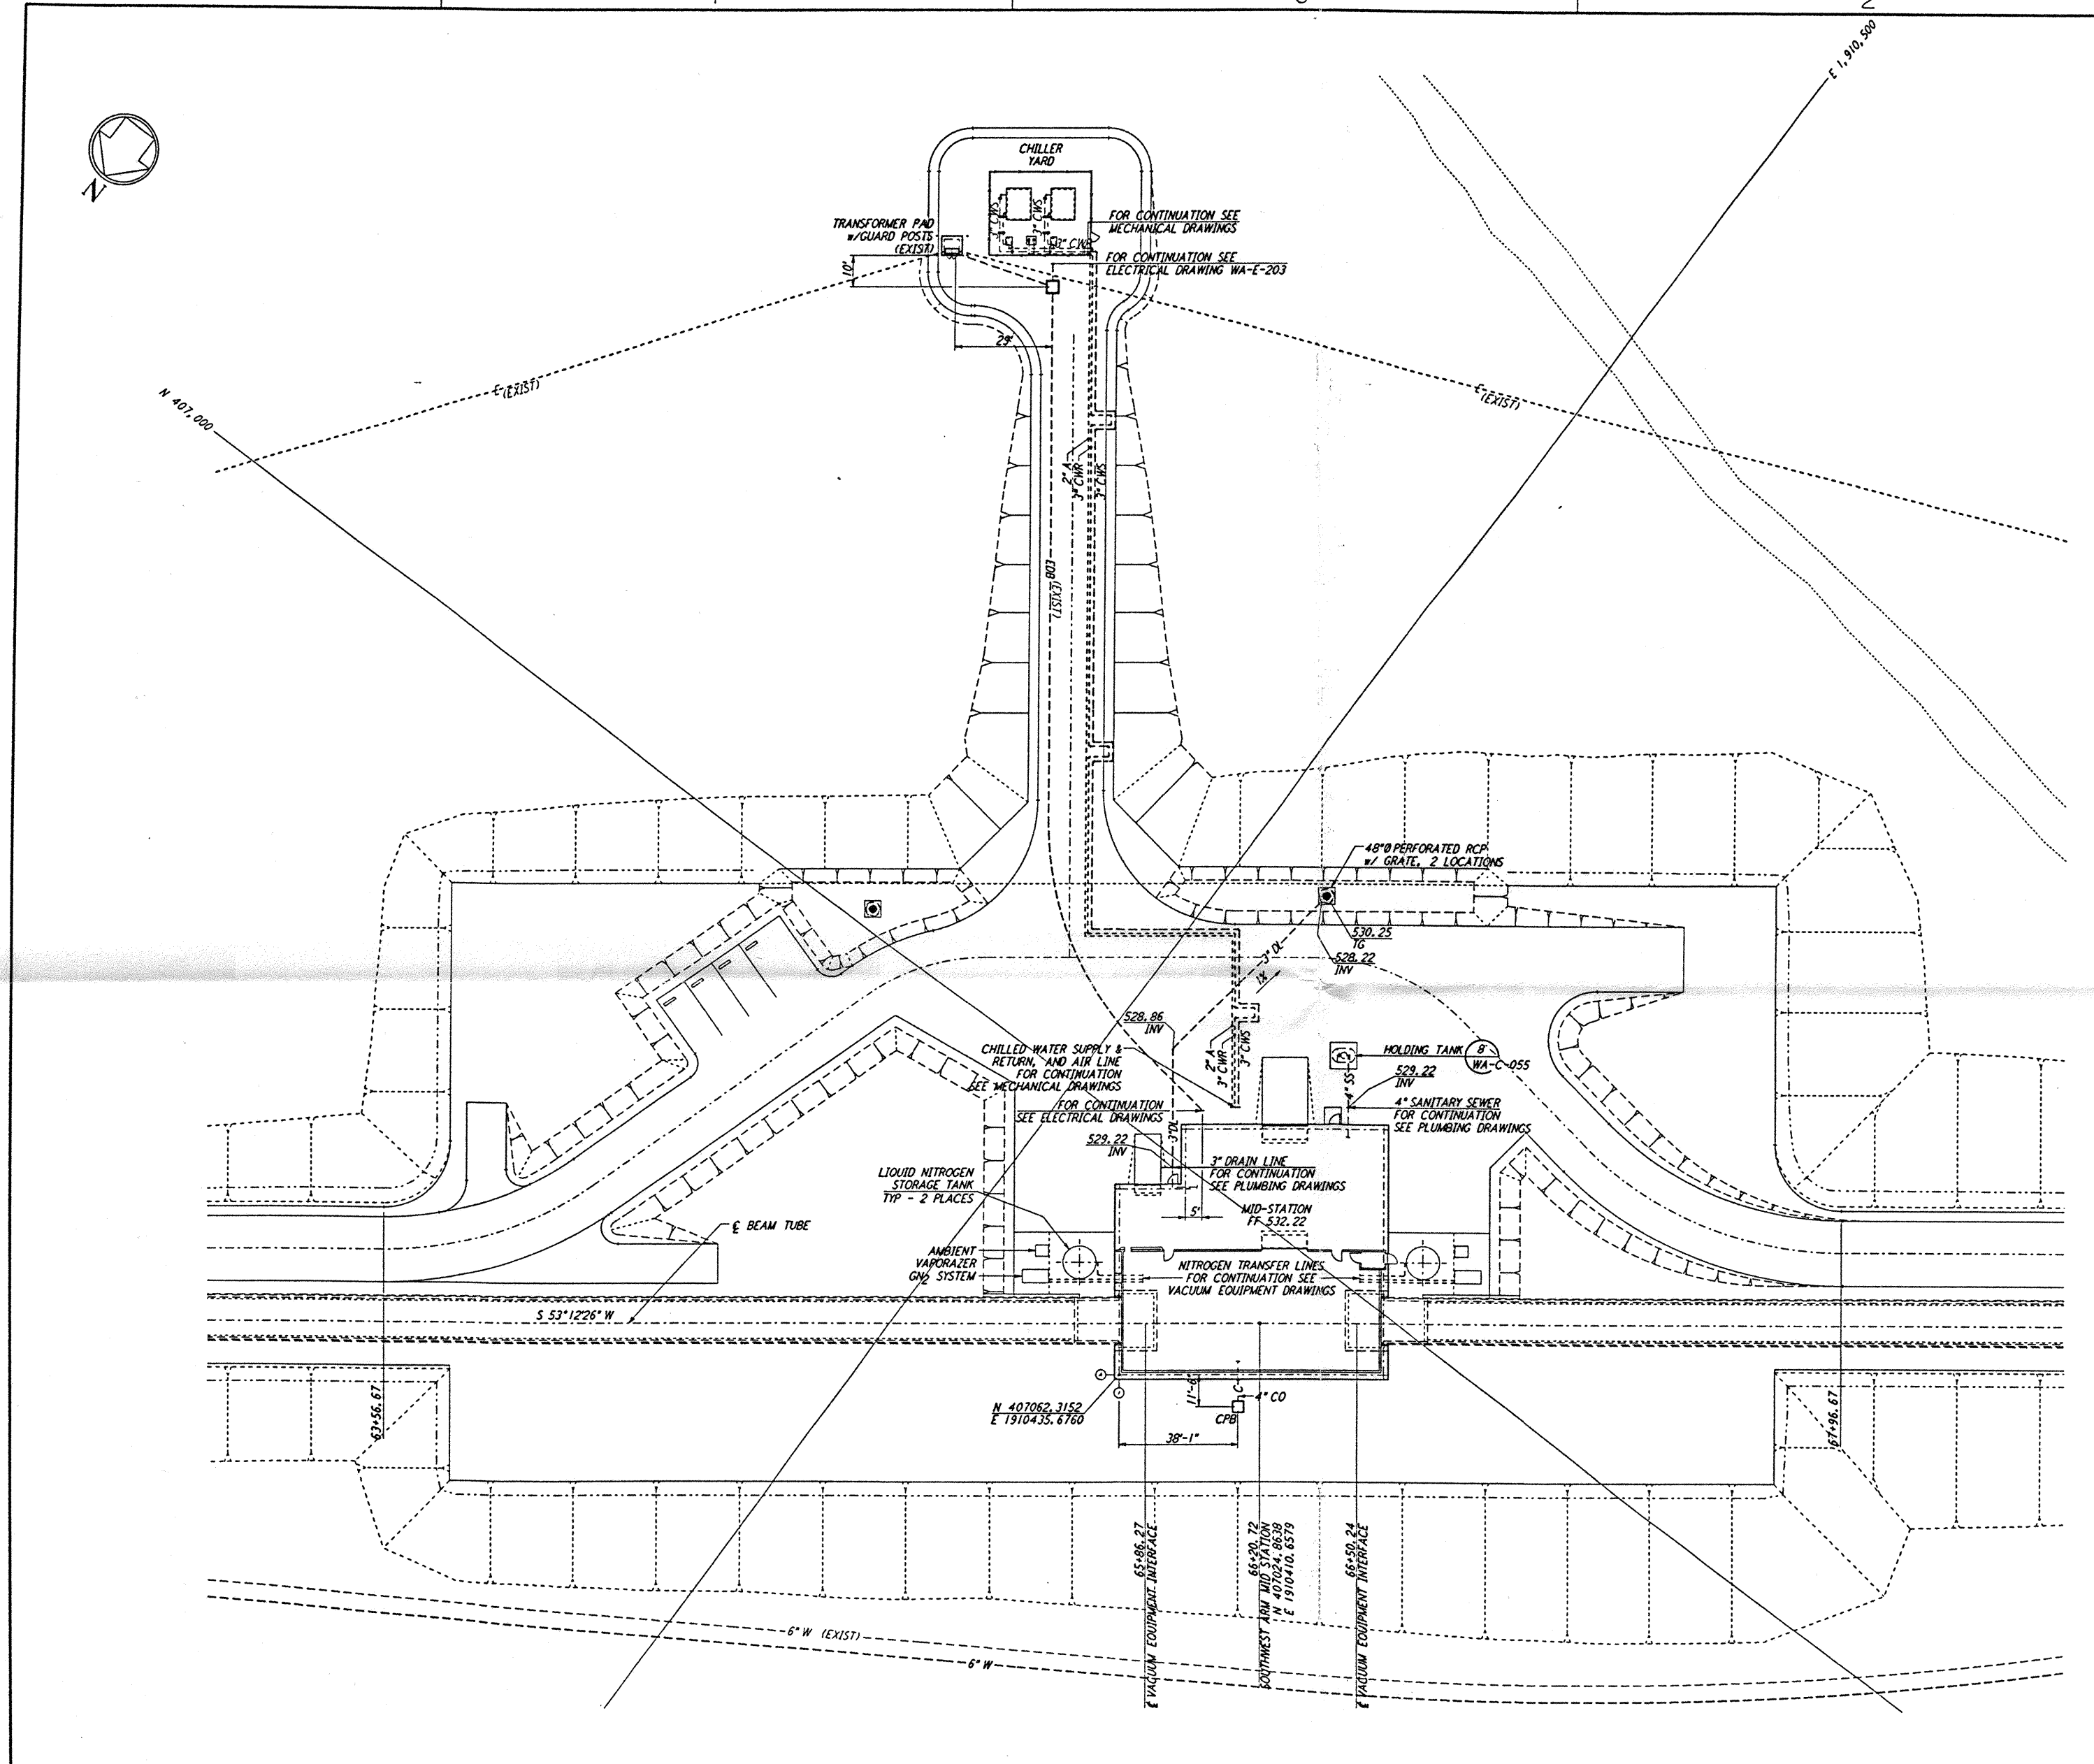 2
E 1,910,500
N
CHILLER
YARD
TRANSFORMER PAD
w/GUARD POSTS
(EXIST)
3" CWS
3" CWS
3" CWR
FOR CONTINUATION SEE
MECHANICAL DRAWINGS
FOR CONTINUATION SEE
ELECTRICAL DRAWING WA-E-203
10'
29'
E
(EXIST)
E
(EXIST)
N 407,000
2" A
3" CWR
3" CWS
EDB
(EXIST)
48"Ø PERFORATED RCP
w/ GRATE, 2 LOCATIONS
530.25
TG
528.22
INV
3" DL
1%
528.86
INV
CHILLED WATER SUPPLY &
RETURN, AND AIR LINE
FOR CONTINUATION
SEE MECHANICAL DRAWINGS
2" A
3" CWR
3" CWS
HOLDING TANK
8
WA-C-055
529.22
INV
4" SS
4" SANITARY SEWER
FOR CONTINUATION
SEE PLUMBING DRAWINGS
FOR CONTINUATION
SEE ELECTRICAL DRAWINGS
529.22
INV
3"DL
3" DRAIN LINE
FOR CONTINUATION
SEE PLUMBING DRAWINGS
LIQUID NITROGEN
STORAGE TANK
TYP - 2 PLACES
5'
MID-STATION
FF 532.22
℄ BEAM TUBE
AMBIENT
VAPORAZER
GN2 SYSTEM
NITROGEN TRANSFER LINES
FOR CONTINUATION SEE
VACUUM EQUIPMENT DRAWINGS
S 53°12'26" W
63+56.67
67+96.67
N 407062.3152
E 1910435.6760
11'-6"
C
4" CO
CPB
38'-1"
65+86.27
℄ VACUUM EQUIPMENT INTERFACE
66+20.72
SOUTHWEST ARM MID STATION
N 407024.8638
E 1910410.6579
66+50.24
℄ VACUUM EQUIPMENT INTERFACE
6" W (EXIST)
6" W